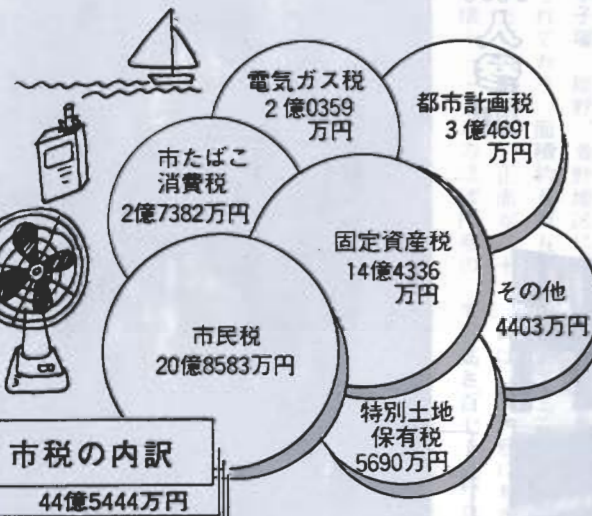 電気ガス税
2億0359
万円
都市計画税
3億4691
万円
市たばこ
消費税
2億7382万円
固定資産税
14億4336
万円
その他
4403万円
市民税
20億8583万円
特別土地
保有税
5690万円
市税の内訳
44億5444万円